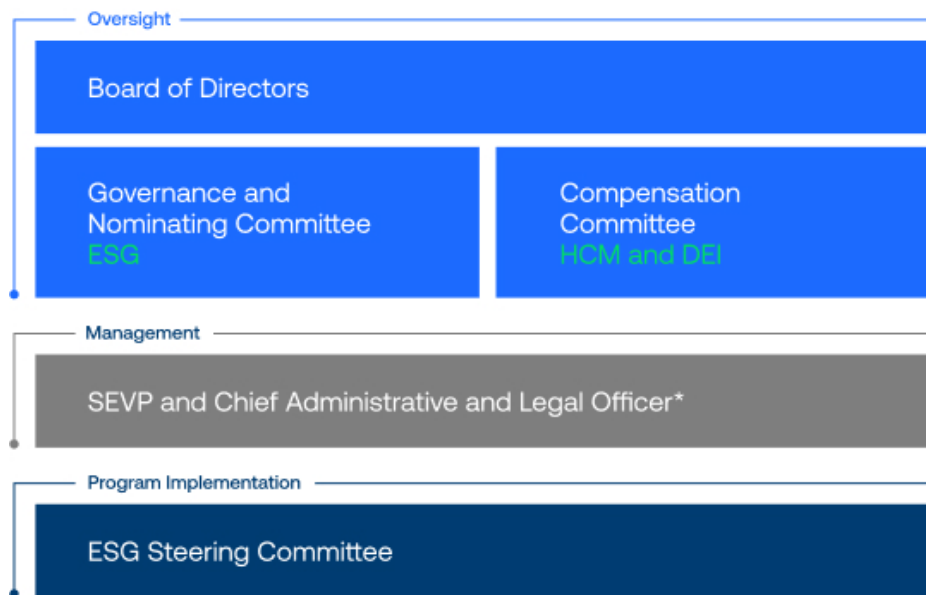 Oversight
Board of Directors
Governance and
Nominating Committee
ESG
Compensation
Committee
HCM and DEI
Management
SEVP and Chief Administrative and Legal Officer*
Program Implementation
ESG Steering Committee